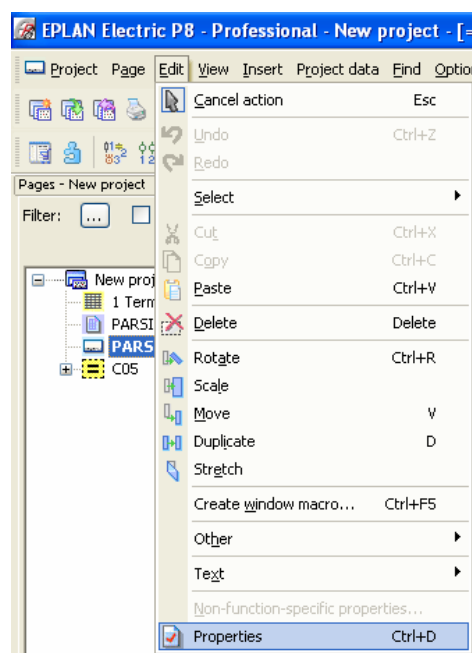 EPLAN Electric P8 - Professional - New project - [=
Project Page Edit View Insert Project data Find Optio
Pages - New project
Filter: ...
New proj
1 Term
PARSI
PARS
C05
Cancel action Esc
Undo Ctrl+Z
Redo
Select
Cut Ctrl+X
Copy Ctrl+C
Paste Ctrl+V
Delete Delete
Rotate Ctrl+R
Scale
Move V
Duplicate D
Stretch
Create window macro... Ctrl+F5
Other
Text
Non-function-specific properties...
Properties Ctrl+D